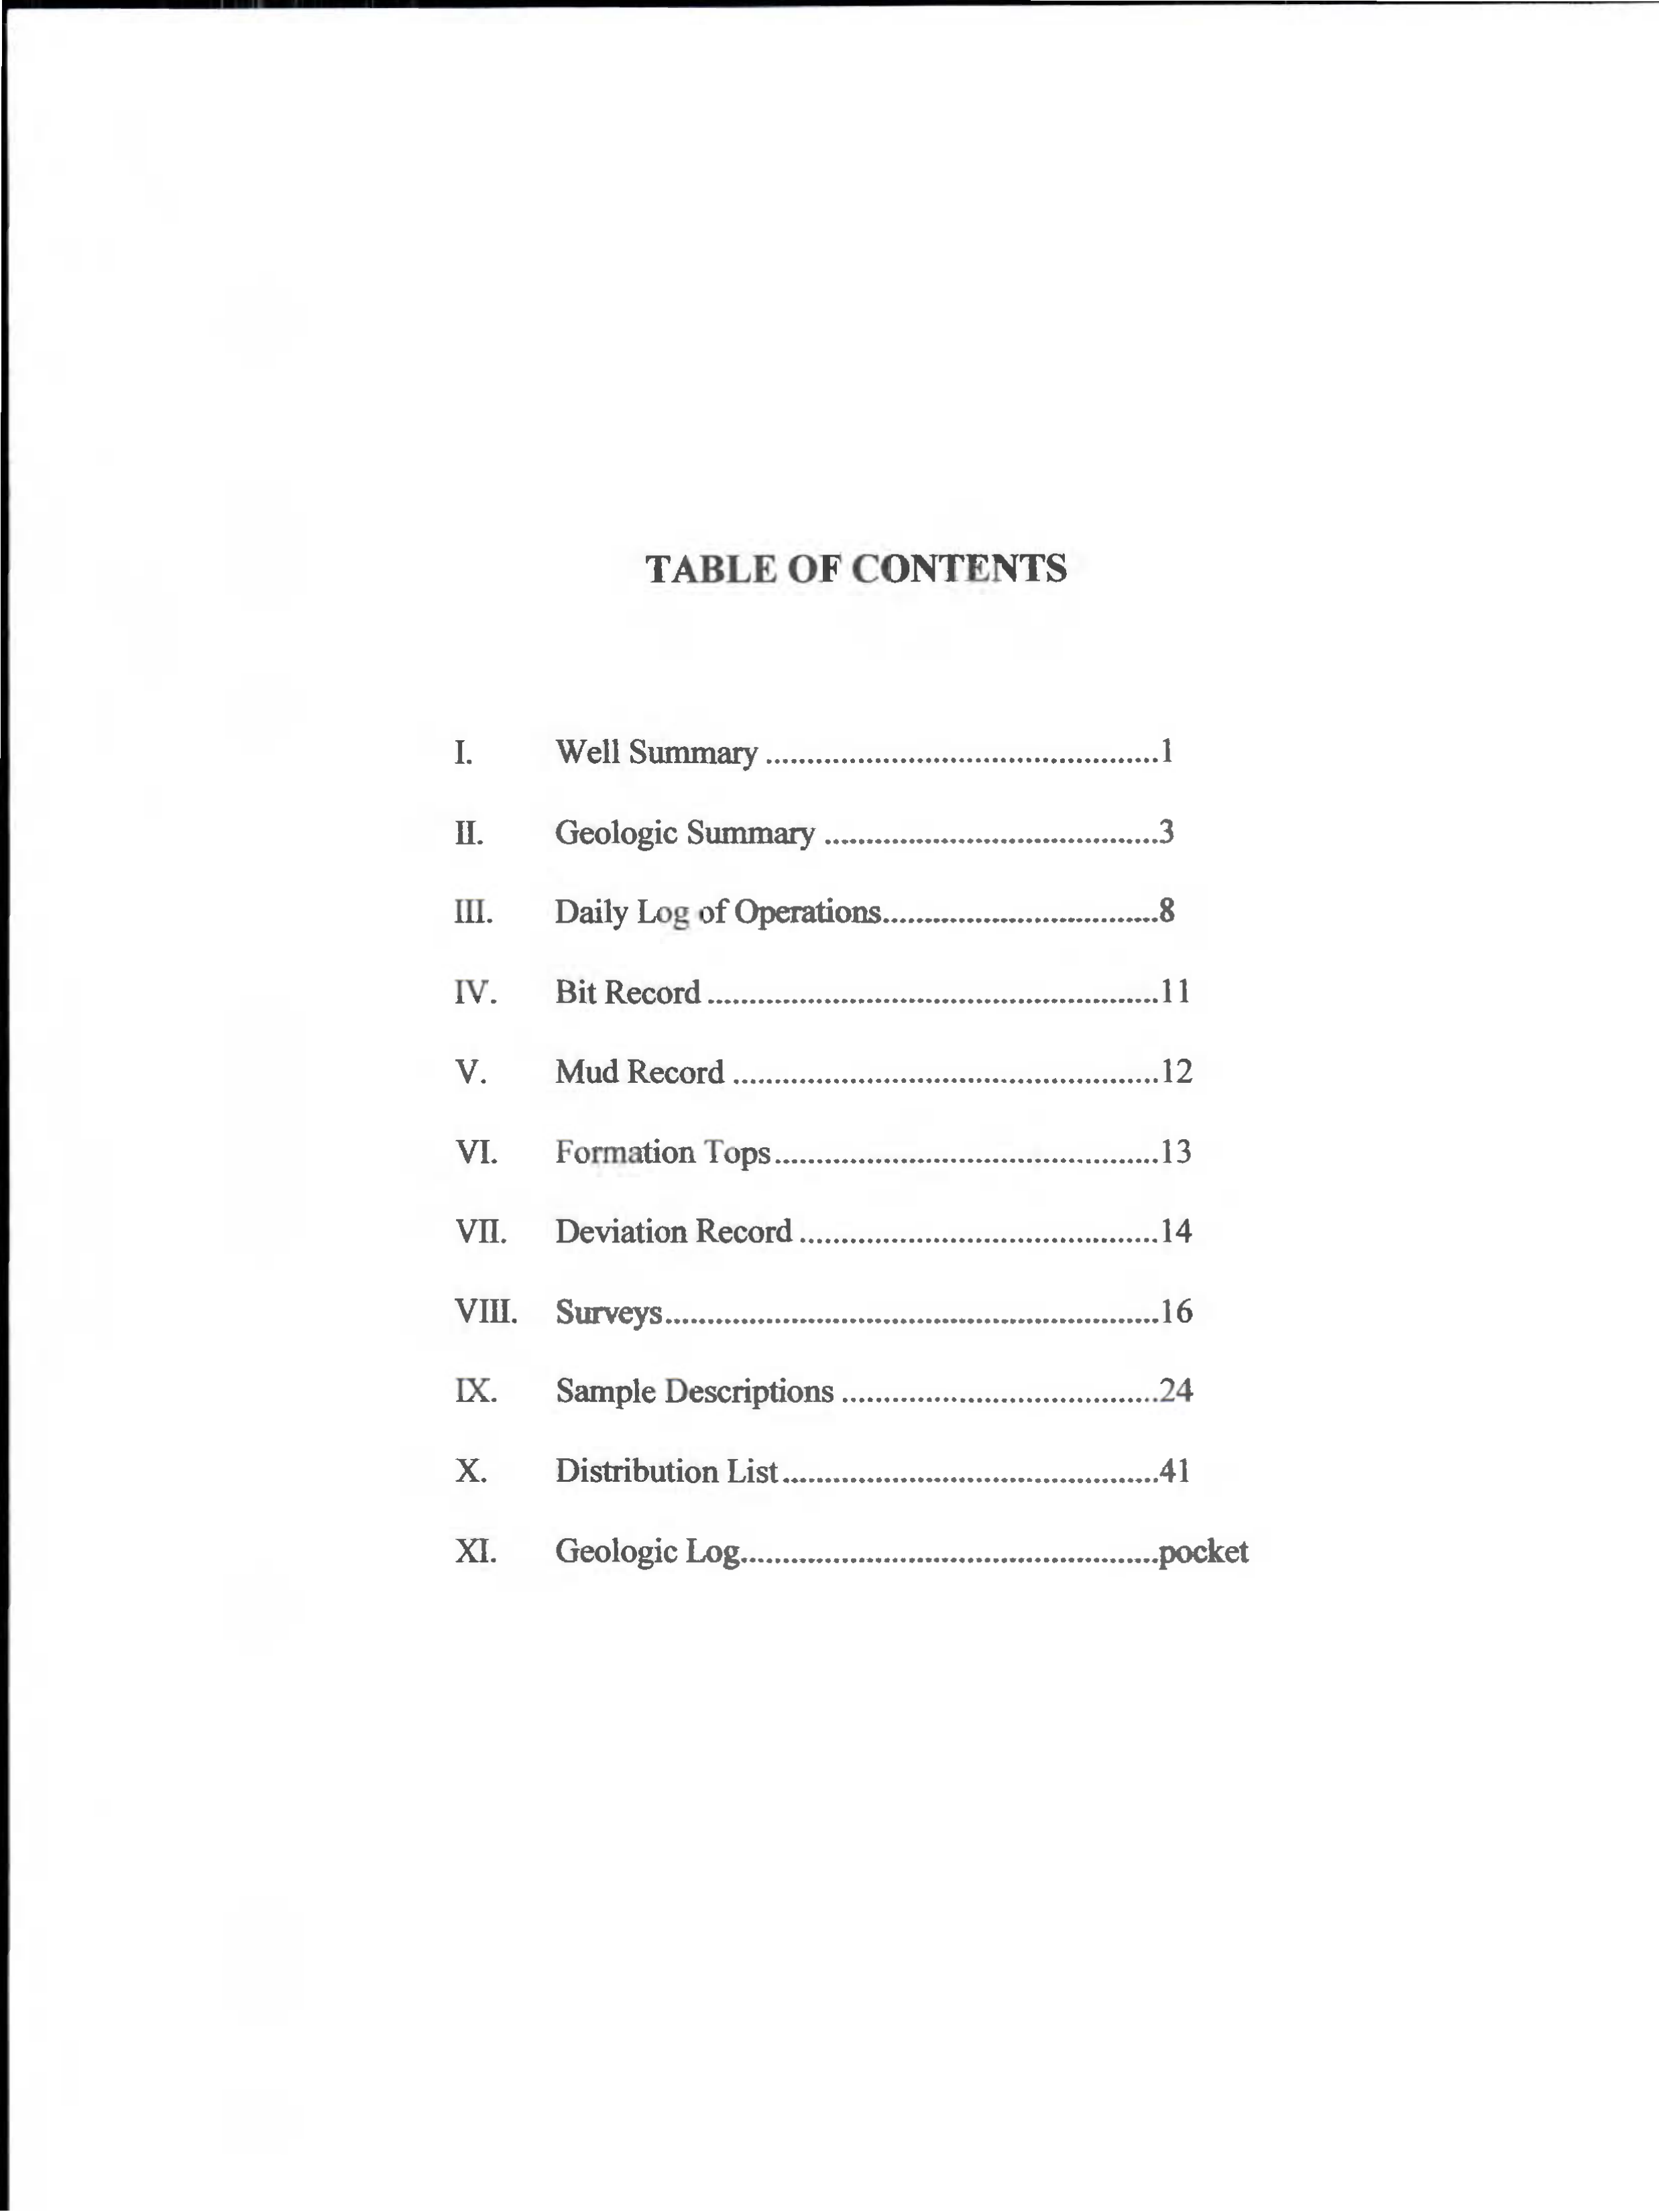 TABLE OF CONTENTS
I. Well Summary ..............................................1
II. Geologic Summary .......................................3
III. Daily Log of Operations................................8
IV. Bit Record .....................................................11
V. Mud Record ..................................................12
VI. Formation Tops.............................................13
VII. Deviation Record ..........................................14
VIII. Surveys..........................................................16
IX. Sample Descriptions .....................................24
X. Distribution List............................................41
XI. Geologic Log.................................................pocket